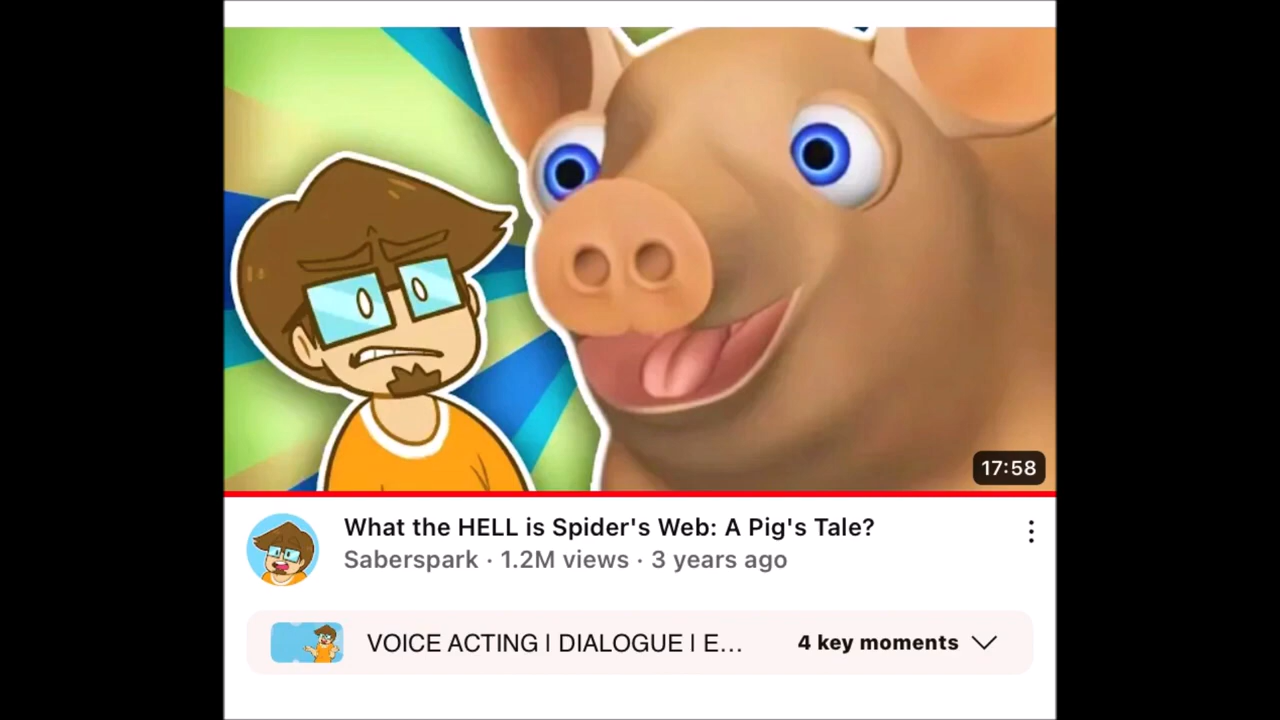 17:58
What the HELL is Spider's Web: A Pig's Tale?
Saberspark · 1.2M views · 3 years ago
VOICE ACTING | DIALOGUE | E… 4 key moments